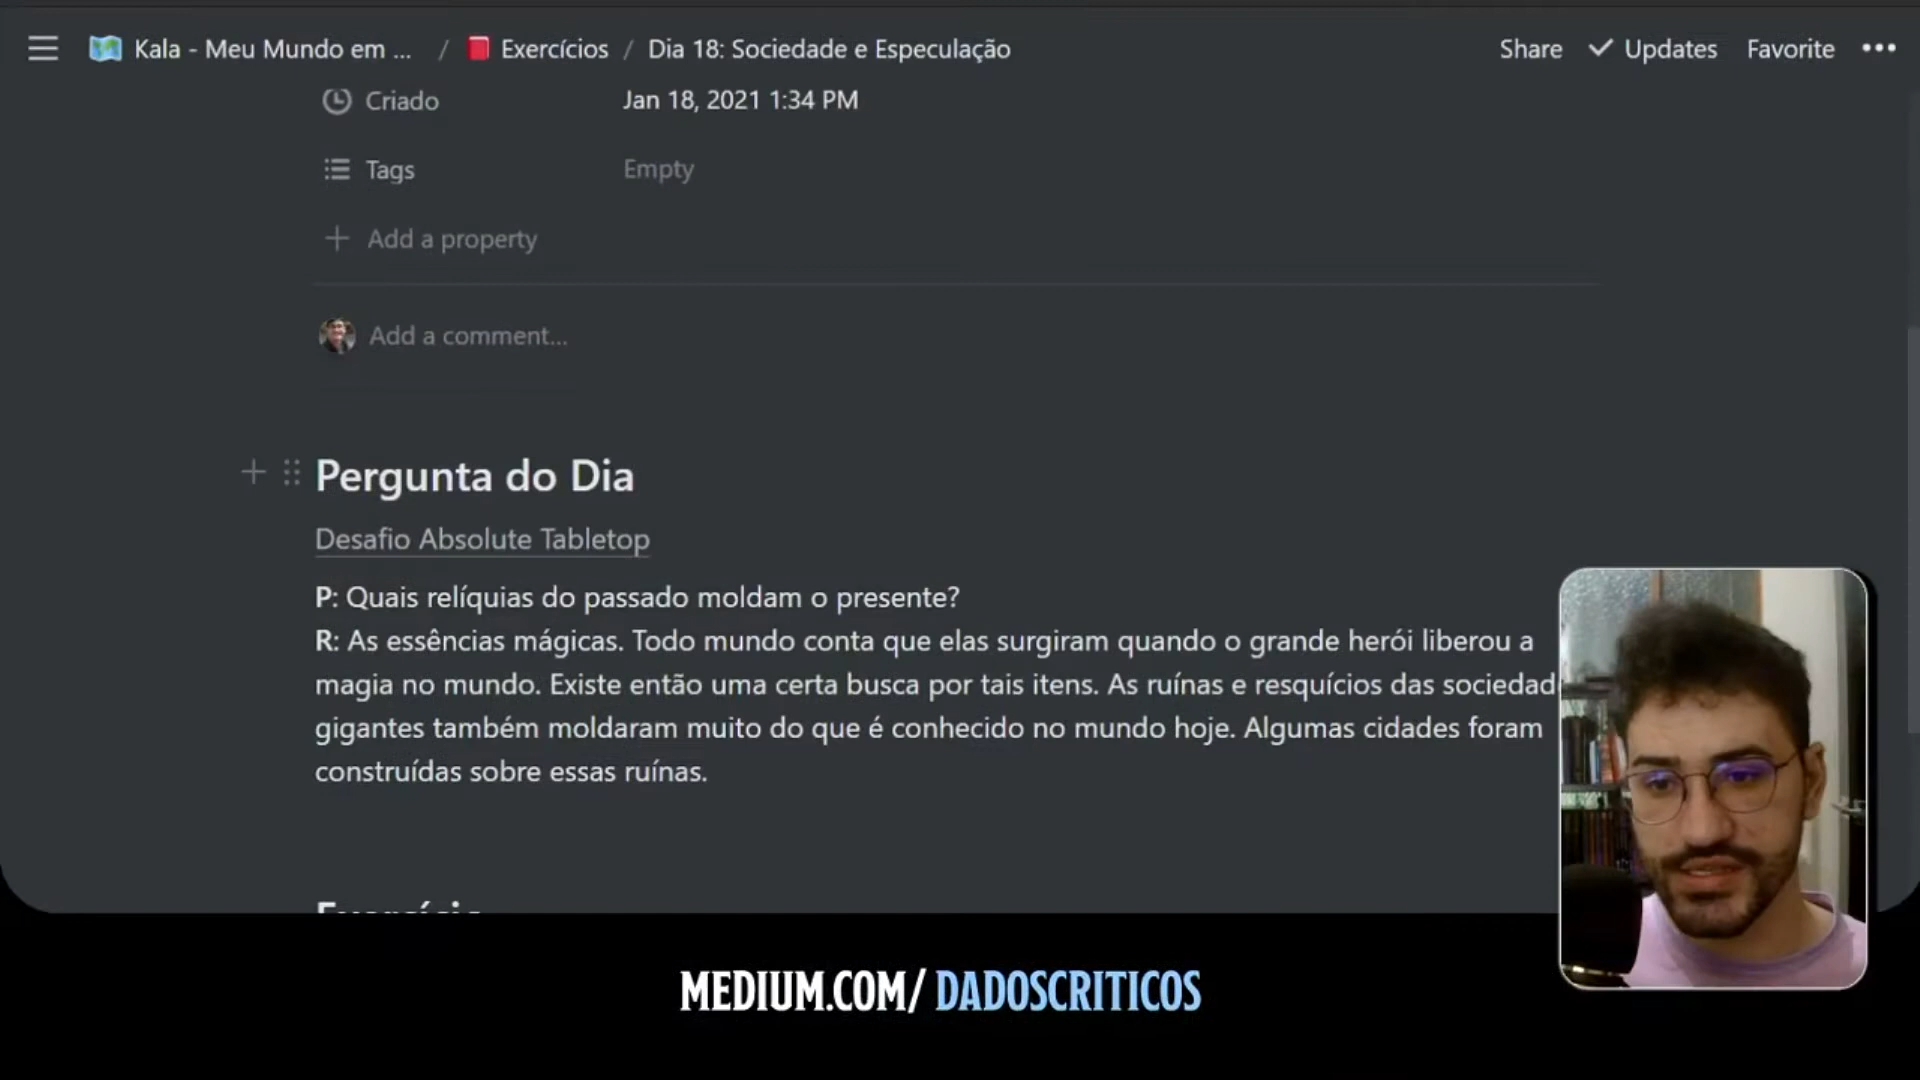 Kala - Meu Mundo em ... / Exercícios / Dia 18: Sociedade e Especulação Share Updates Favorite
Criado Jan 18, 2021 1:34 PM
Tags Empty
Add a property
Add a comment...
Pergunta do Dia
Desafio Absolute Tabletop
P: Quais relíquias do passado moldam o presente?
R: As essências mágicas. Todo mundo conta que elas surgiram quando o grande herói liberou a
magia no mundo. Existe então uma certa busca por tais itens. As ruínas e resquícios das
gigantes também moldaram muito do que é conhecido no mundo hoje. Algumas cidades foram
construídas sobre essas ruínas.
MEDIUM.COM/ DADOSCRITICOS